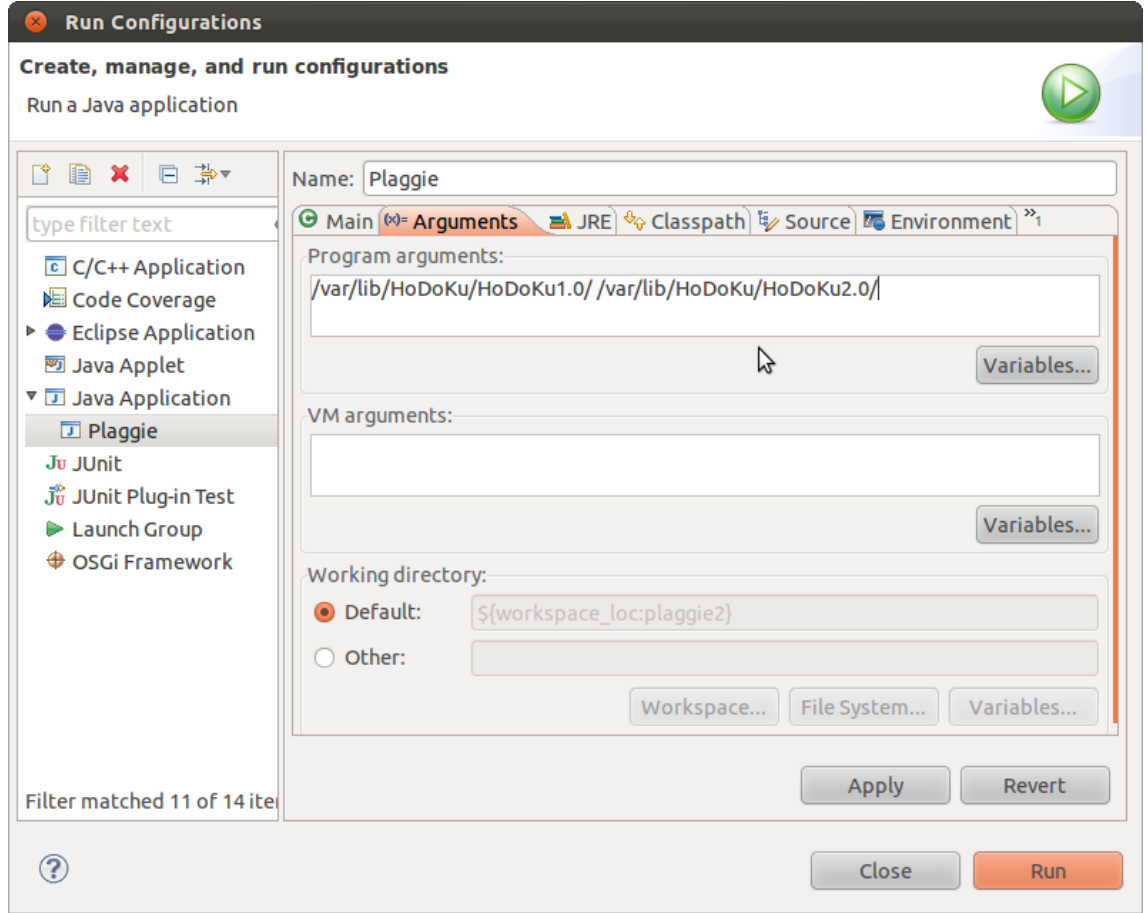 Run Configurations
Create, manage, and run configurations
Run a Java application
type filter text
C/C++ Application
Code Coverage
Eclipse Application
Java Applet
Java Application
Plaggie
JUnit
JUnit Plug-in Test
Launch Group
OSGi Framework
Filter matched 11 of 14 iter
Name: Plaggie
Main (x)= Arguments JRE Classpath Source Environment »1
Program arguments:
/var/lib/HoDoKu/HoDoKu1.0/ /var/lib/HoDoKu/HoDoKu2.0/
Variables...
VM arguments:
Variables...
Working directory:
Default: ${workspace_loc:plaggie2}
Other:
Workspace... File System... Variables...
Apply Revert
Close Run